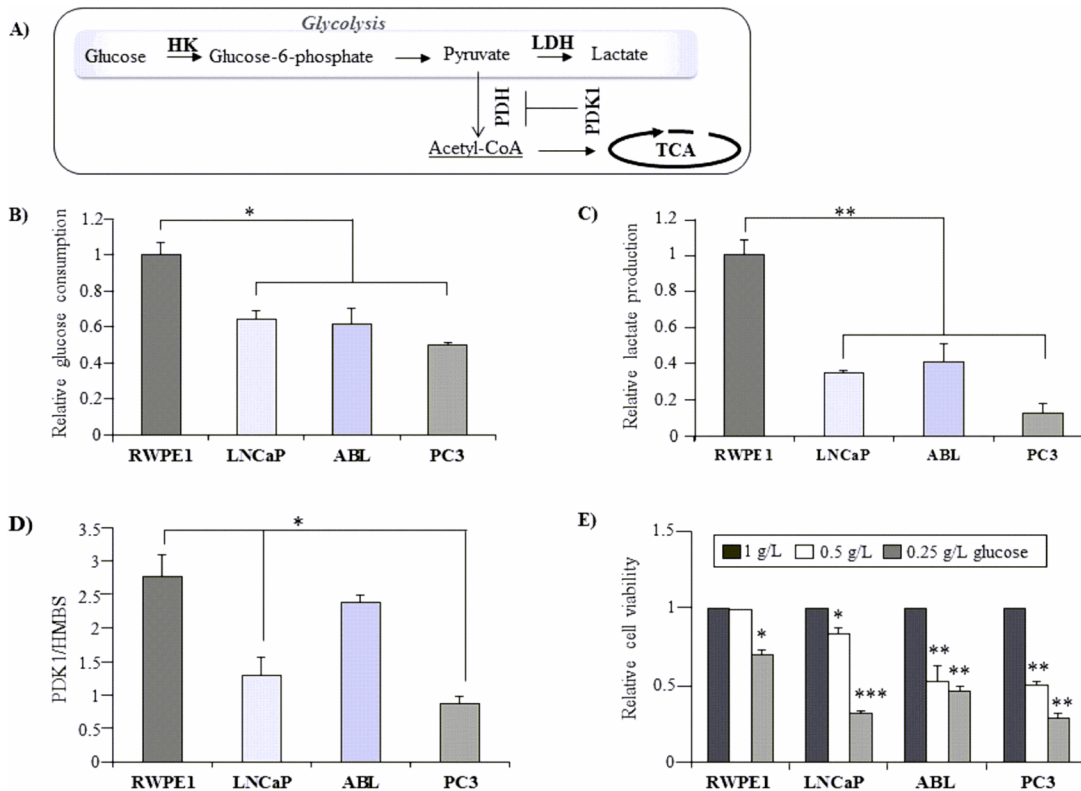 A)
Glycolysis
Glucose HK Glucose-6-phosphate Pyruvate LDH Lactate
PDH
PDK1
Acetyl-CoA TCA
B)
Relative glucose consumption
1.2
1
0.8
0.6
0.4
0.2
0
*
RWPE1 LNCaP ABL PC3
C)
Relative lactate production
1.2
1
0.8
0.6
0.4
0.2
0
**
RWPE1 LNCaP ABL PC3
D)
PDK1/HMBS
3.5
3
2.5
2
1.5
1
0.5
0
*
RWPE1 LNCaP ABL PC3
E)
Relative cell viability
1.5
1
0.5
0
1 g/L 0.5 g/L 0.25 g/L glucose
* * *** ** ** ** **
RWPE1 LNCaP ABL PC3